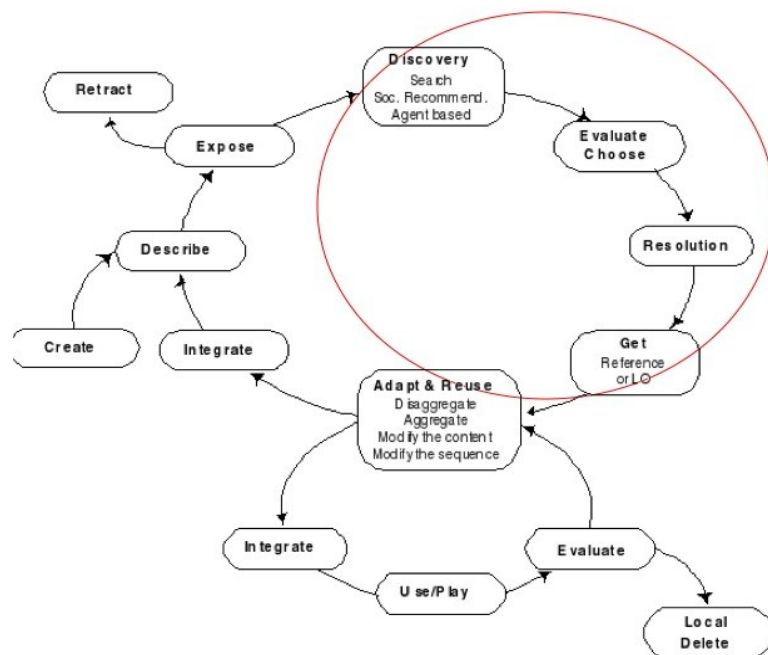 Discovery
Search
Soc. Recommend.
Agent based
Retract
Expose
Evaluate
Choose
Describe
Resolution
Create
Integrate
Get
Reference
or LO
Adapt & Reuse
Disaggregate
Aggregate
Modify the content
Modify the sequence
Integrate
Evaluate
Use/Play
Local
Delete